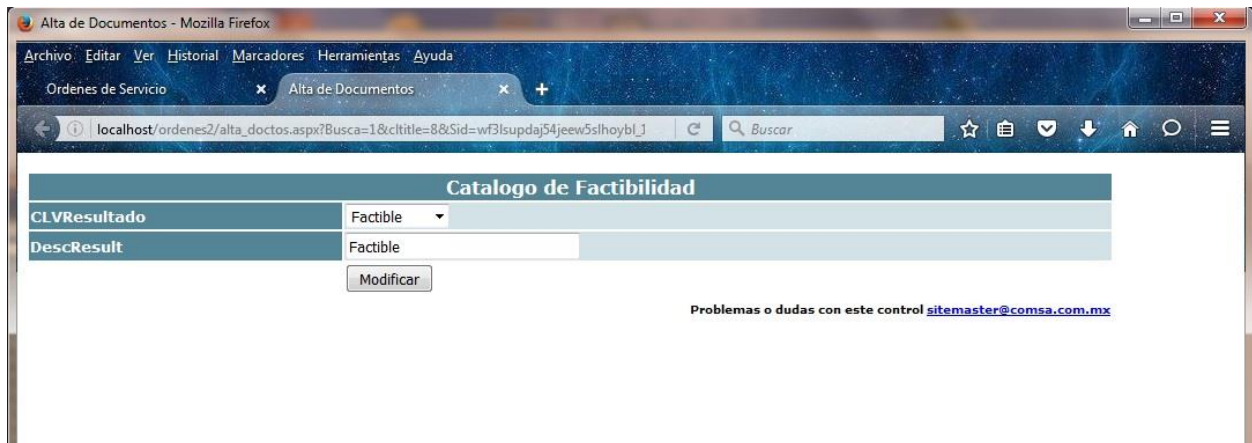 Alta de Documentos - Mozilla Firefox
Archivo Editar Ver Historial Marcadores Herramientas Ayuda
Ordenes de Servicio Alta de Documentos
localhost/ordenes2/alta_doctos.aspx?Busca=1&cltitle=8&Sid=wf3lsupdaj54jeew5slhoybl_1 Buscar
Catalogo de Factibilidad
CLVResultado Factible
DescResult Factible
Modificar
Problemas o dudas con este control sitemaster@comsa.com.mx